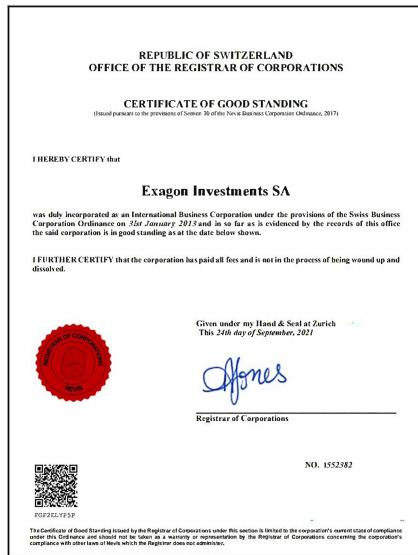 REPUBLIC OF SWITZERLAND
OFFICE OF THE REGISTRAR OF CORPORATIONS
CERTIFICATE OF GOOD STANDING
(Issued pursuant to the provisions of Section 30 of the Nevis Business Corporation Ordinance, 2017)
I HEREBY CERTIFY that
Exagon Investments SA
was duly incorporated as an International Business Corporation under the provisions of the Swiss Business
Corporation Ordinance on 31st January 2013 and in so far as is evidenced by the records of this office
the said corporation is in good standing as at the date below shown.
I FURTHER CERTIFY that the corporation has paid all fees and is not in the process of being wound up and
dissolved.
Given under my Hand & Seal at Zurich
This 24th day of September, 2021
REGISTRAR OF CORPORATIONS
NEVIS
Jones
Registrar of Corporations
NO. 1552382
FGF2ELYP5P
The Certificate of Good Standing issued by the Registrar of Corporations under this section is limited to the corporation's current state of compliance
under this Ordinance and should not be taken as a warranty or representation by the Registrar of Corporations concerning the corporation's
compliance with other laws of Nevis which the Registrar does not administer.